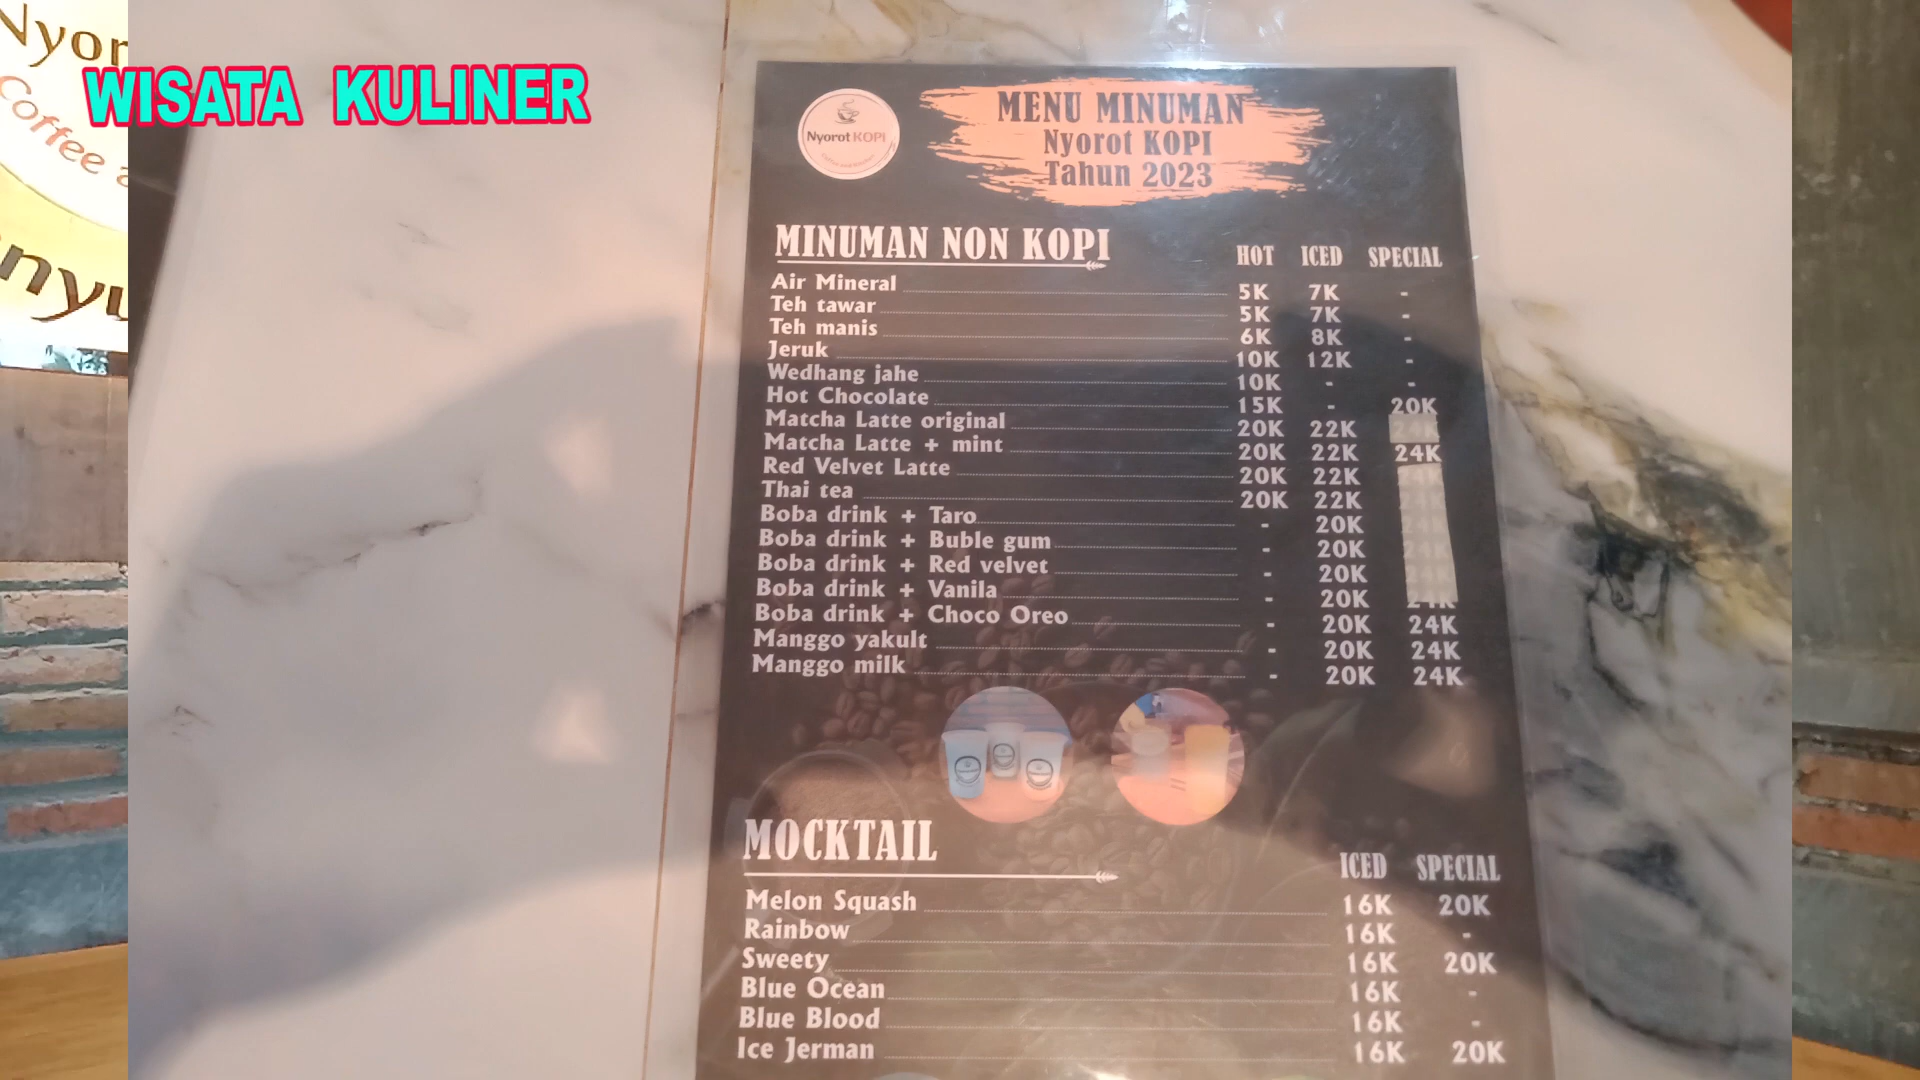 Nyor
Coffee a
nyu
WISATA KULINER
Nyorot KOPI
MENU MINUMAN
Nyorot KOPI
Tahun 2023
MINUMAN NON KOPI HOT ICED SPECIAL
Air Mineral 5K 7K -
Teh tawar 5K 7K -
Teh manis 6K 8K -
Jeruk 10K 12K -
Wedhang jahe 10K - -
Hot Chocolate 15K - 20K
Matcha Latte original 20K 22K 24K
Matcha Latte + mint 20K 22K 24K
Red Velvet Latte 20K 22K
Thai tea 20K 22K
Boba drink + Taro - 20K
Boba drink + Buble gum - 20K
Boba drink + Red velvet - 20K
Boba drink + Vanila - 20K 24K
Boba drink + Choco Oreo - 20K 24K
Manggo yakult - 20K 24K
Manggo milk - 20K 24K
MOCKTAIL ICED SPECIAL
Melon Squash 16K 20K
Rainbow 16K -
Sweety 16K 20K
Blue Ocean 16K -
Blue Blood 16K -
Ice Jerman 16K 20K